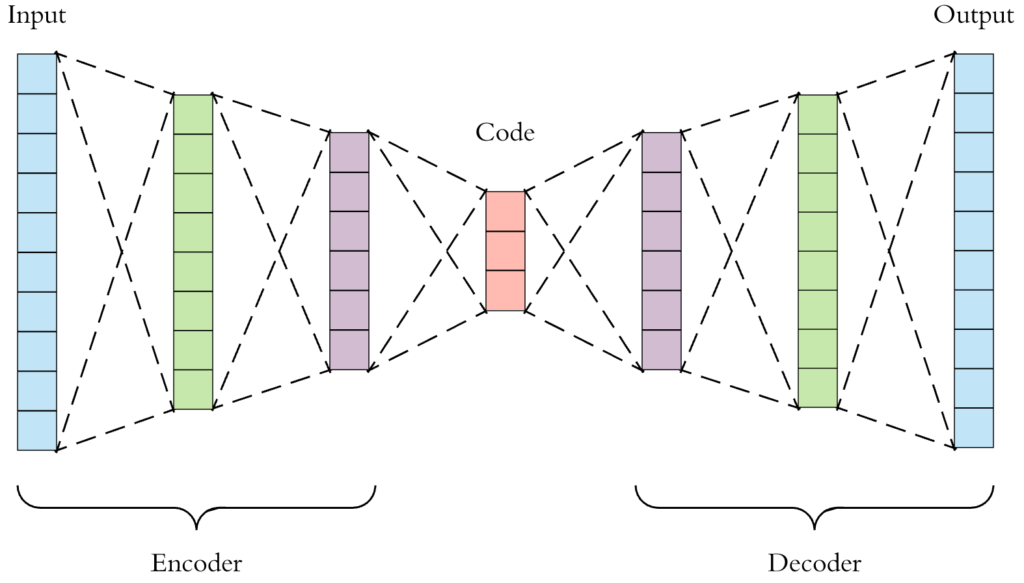 Input
Output
Code
Encoder
Decoder